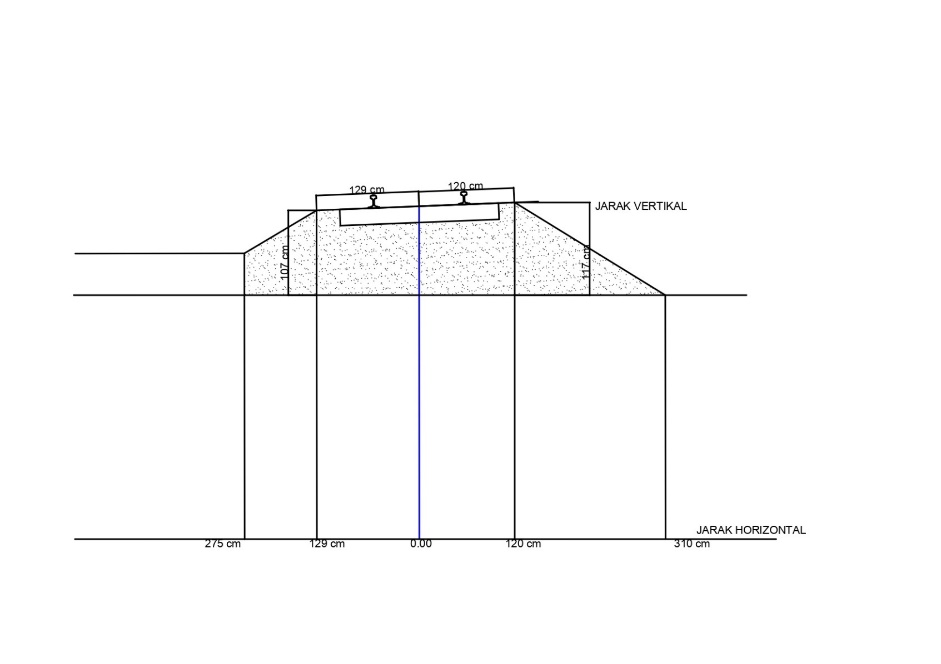 129 cm
120 cm
JARAK VERTIKAL
107 cm
117 cm
JARAK HORIZONTAL
275 cm
129 cm
0.00
120 cm
310 cm